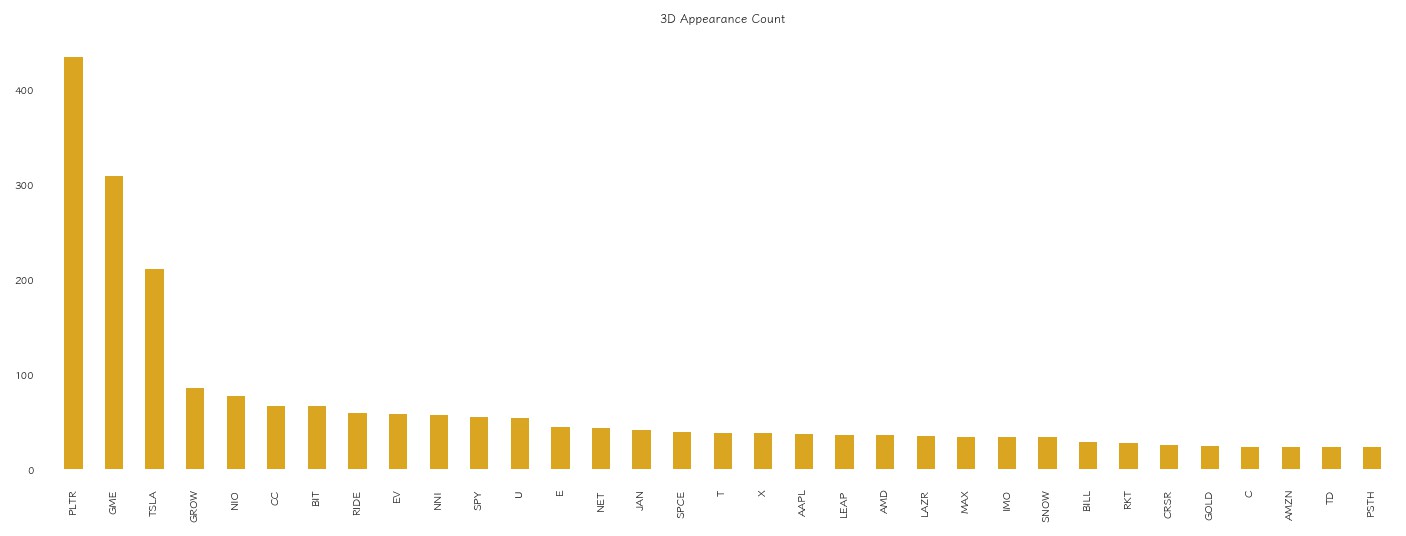 3D Appearance Count
400
300
200
100
0
PLTR
GME
TSLA
GROW
NIO
CC
BIT
RIDE
EV
NNI
SPY
U
E
NET
JAN
SPCE
T
X
AAPL
LEAP
AMD
LAZR
MAX
IMO
SNOW
BILL
RKT
CRSR
GOLD
C
AMZN
TD
PSTH